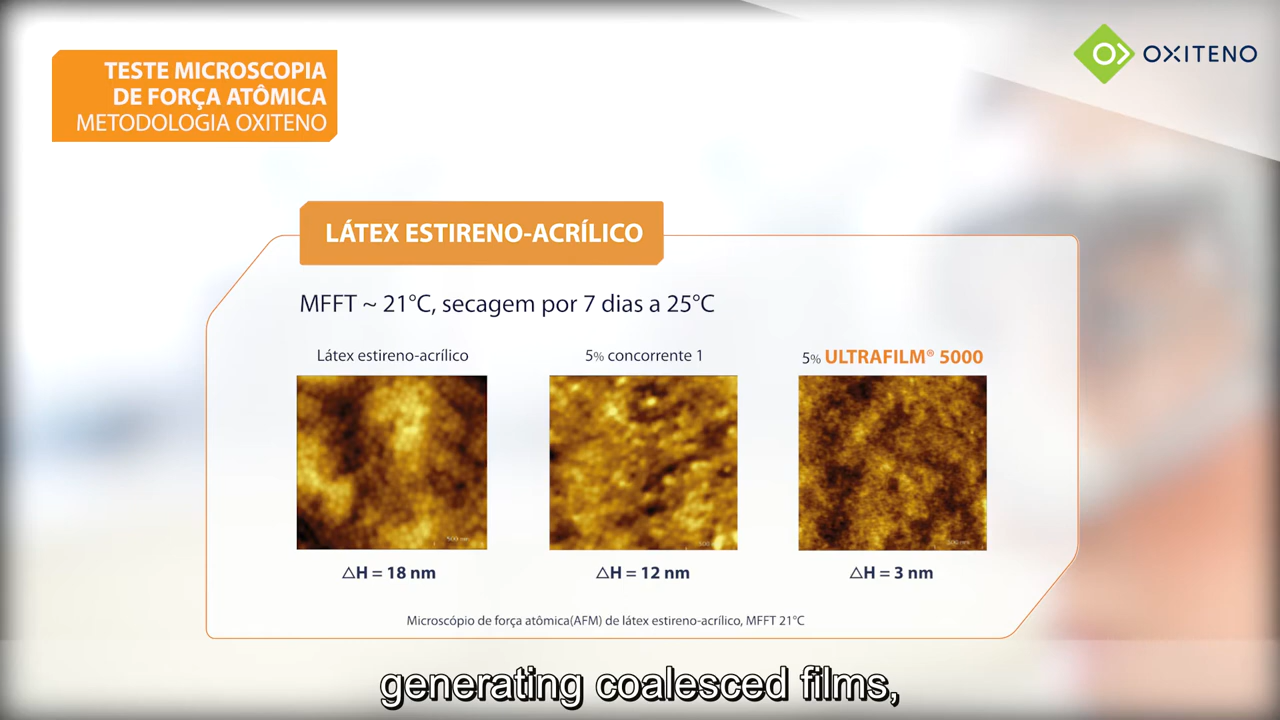 TESTE MICROSCOPIA
DE FORÇA ATÔMICA
METODOLOGIA OXITENO
OXITENO
LÁTEX ESTIRENO-ACRÍLICO
MFFT ~ 21°C, secagem por 7 dias a 25°C
Látex estireno-acrílico
5% concorrente 1
5% ULTRAFILM® 5000
500 nm
△H = 18 nm
△H = 12 nm
△H = 3 nm
Microscópio de força atômica(AFM) de látex estireno-acrílico, MFFT 21°C
generating coalesced films,